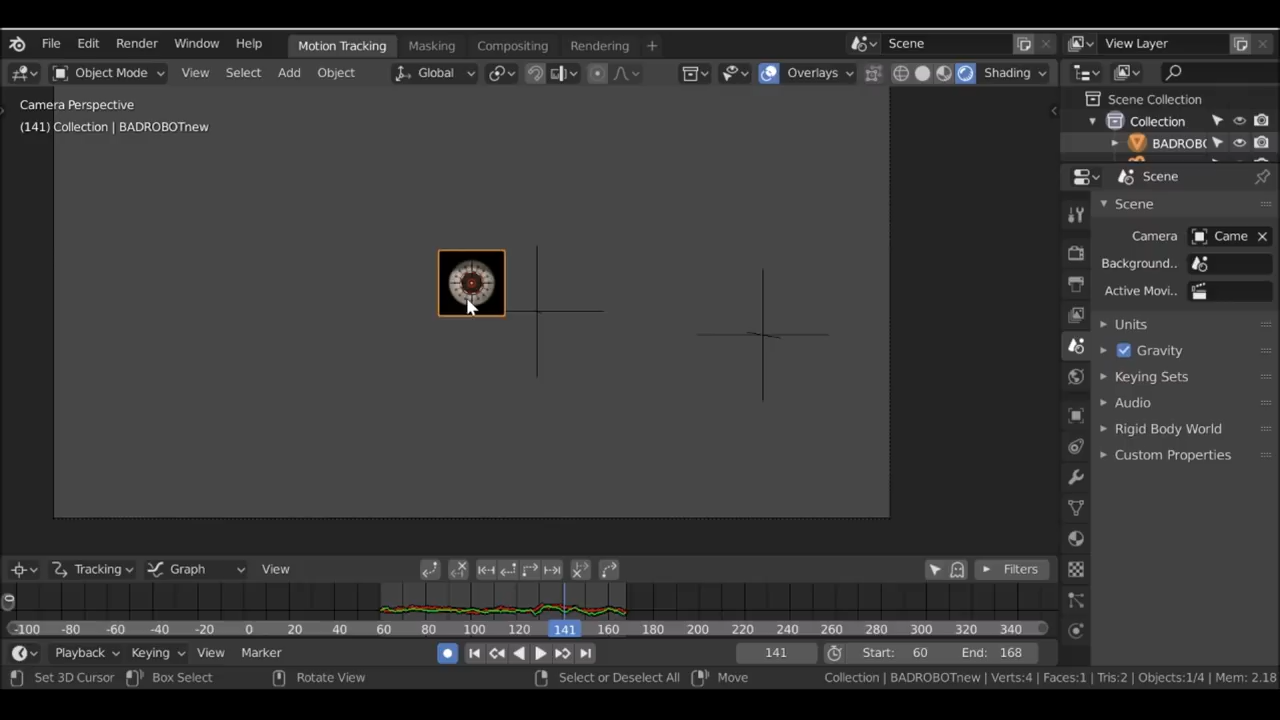 File Edit Render Window Help Motion Tracking Masking Compositing Rendering + Scene View Layer
Object Mode View Select Add Object Global Overlays Shading
Camera Perspective
(141) Collection | BADROBOTnew
Scene Collection
Collection
BADROBO
Scene
Scene
Camera Came
Background..
Active Movi..
Units
Gravity
Keying Sets
Audio
Rigid Body World
Custom Properties
Tracking Graph View Filters
-100 -80 -60 -40 -20 0 20 40 60 80 100 120 141 160 180 200 220 240 260 280 300 320 340
Playback Keying View Marker 141 Start: 60 End: 168
Set 3D Cursor Box Select Rotate View Select or Deselect All Move Collection | BADROBOTnew | Verts:4 | Faces:1 | Tris:2 | Objects:1/4 | Mem: 2.18